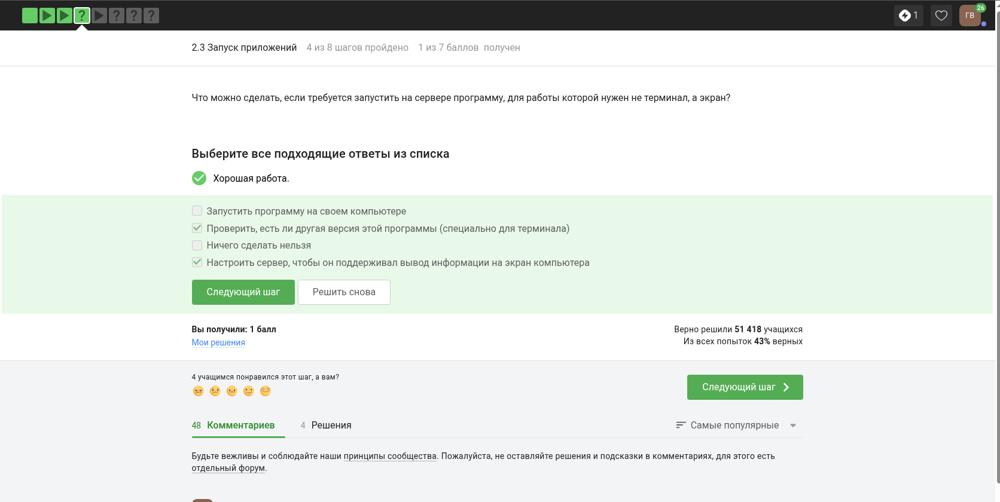 ? ? ? ?
1
ГВ
26
2.3 Запуск приложений 4 из 8 шагов пройдено 1 из 7 баллов получен
Что можно сделать, если требуется запустить на сервере программу, для работы которой нужен не терминал, а экран?
Выберите все подходящие ответы из списка
Хорошая работа.
Запустить программу на своем компьютере
Проверить, есть ли другая версия этой программы (специально для терминала)
Ничего сделать нельзя
Настроить сервер, чтобы он поддерживал вывод информации на экран компьютера
Следующий шаг Решить снова
Вы получили: 1 балл
Мои решения
Верно решили 51 418 учащихся
Из всех попыток 43% верных
4 учащимся понравился этот шаг, а вам?
Следующий шаг
48 Комментариев 4 Решения Самые популярные
Будьте вежливы и соблюдайте наши принципы сообщества. Пожалуйста, не оставляйте решения и подсказки в комментариях, для этого есть
отдельный форум.